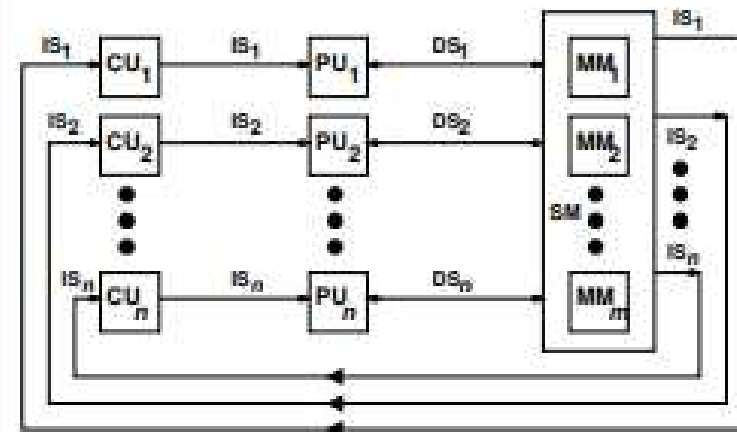 IS1 CU1 IS1 PU1 DS1 MM1 IS1
IS2 CU2 IS2 PU2 DS2 MM2 IS2
SM
ISn CUn ISn PUn DSn MMm ISn